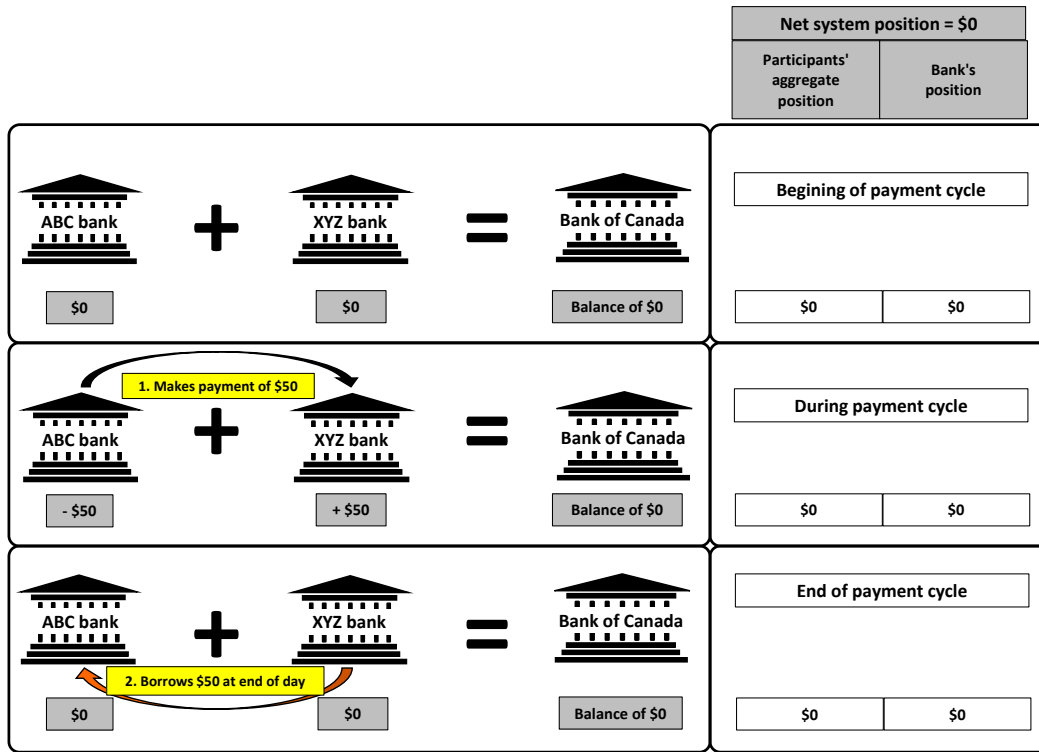 Net system position = $0
Participants'
aggregate
position
Bank's
position
ABC bank
XYZ bank
Bank of Canada
$0
$0
Balance of $0
Begining of payment cycle
$0
$0
1. Makes payment of $50
ABC bank
XYZ bank
Bank of Canada
- $50
+ $50
Balance of $0
During payment cycle
$0
$0
ABC bank
XYZ bank
Bank of Canada
2. Borrows $50 at end of day
$0
$0
Balance of $0
End of payment cycle
$0
$0